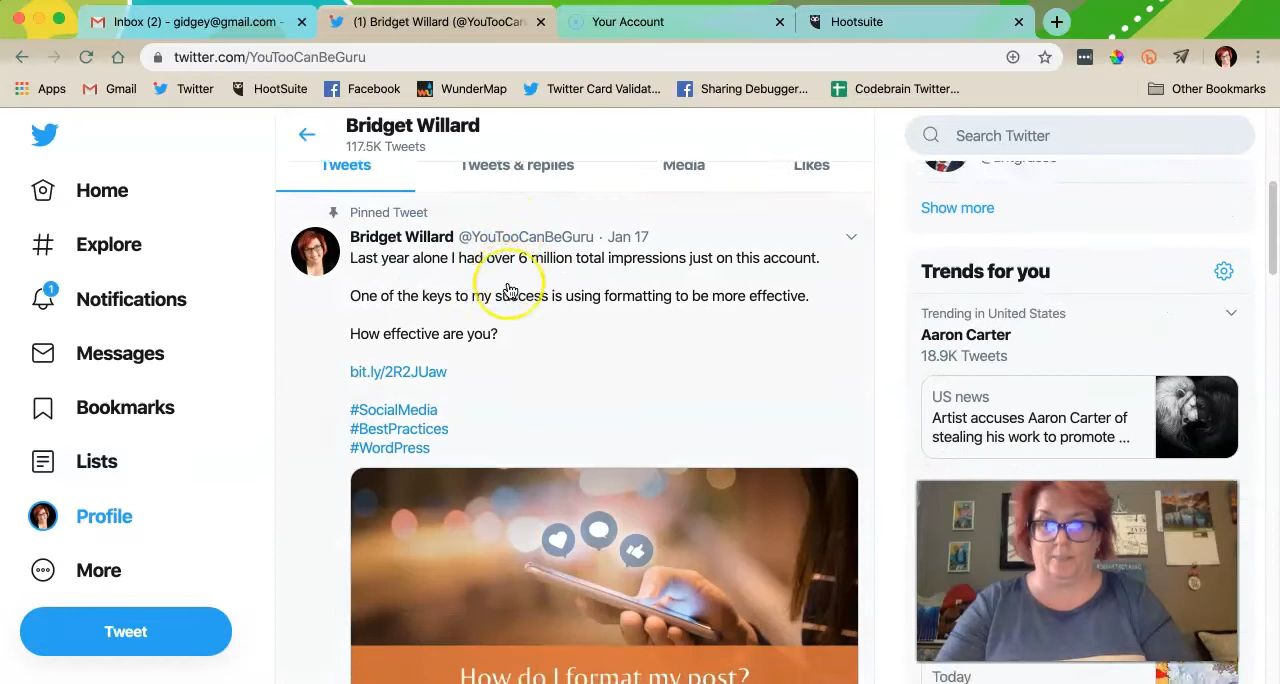 Inbox (2) - gidgey@gmail.com -
(1) Bridget Willard (@YouTooCan
Your Account
Hootsuite
twitter.com/YouTooCanBeGuru
Apps
Gmail
Twitter
HootSuite
Facebook
WunderMap
Twitter Card Validat...
Sharing Debugger...
Codebrain Twitter...
Other Bookmarks
Bridget Willard
117.5K Tweets
Search Twitter
Tweets
Tweets & replies
Media
Likes
Home
Explore
1
Notifications
Messages
Bookmarks
Lists
Profile
More
Tweet
Pinned Tweet
Bridget Willard @YouTooCanBeGuru · Jan 17
Last year alone I had over 6 million total impressions just on this account.
One of the keys to my success is using formatting to be more effective.
How effective are you?
bit.ly/2R2JUaw
#SocialMedia
#BestPractices
#WordPress
How do I format my post?
Show more
Trends for you
Trending in United States
Aaron Carter
18.9K Tweets
US news
Artist accuses Aaron Carter of
stealing his work to promote ...
Today